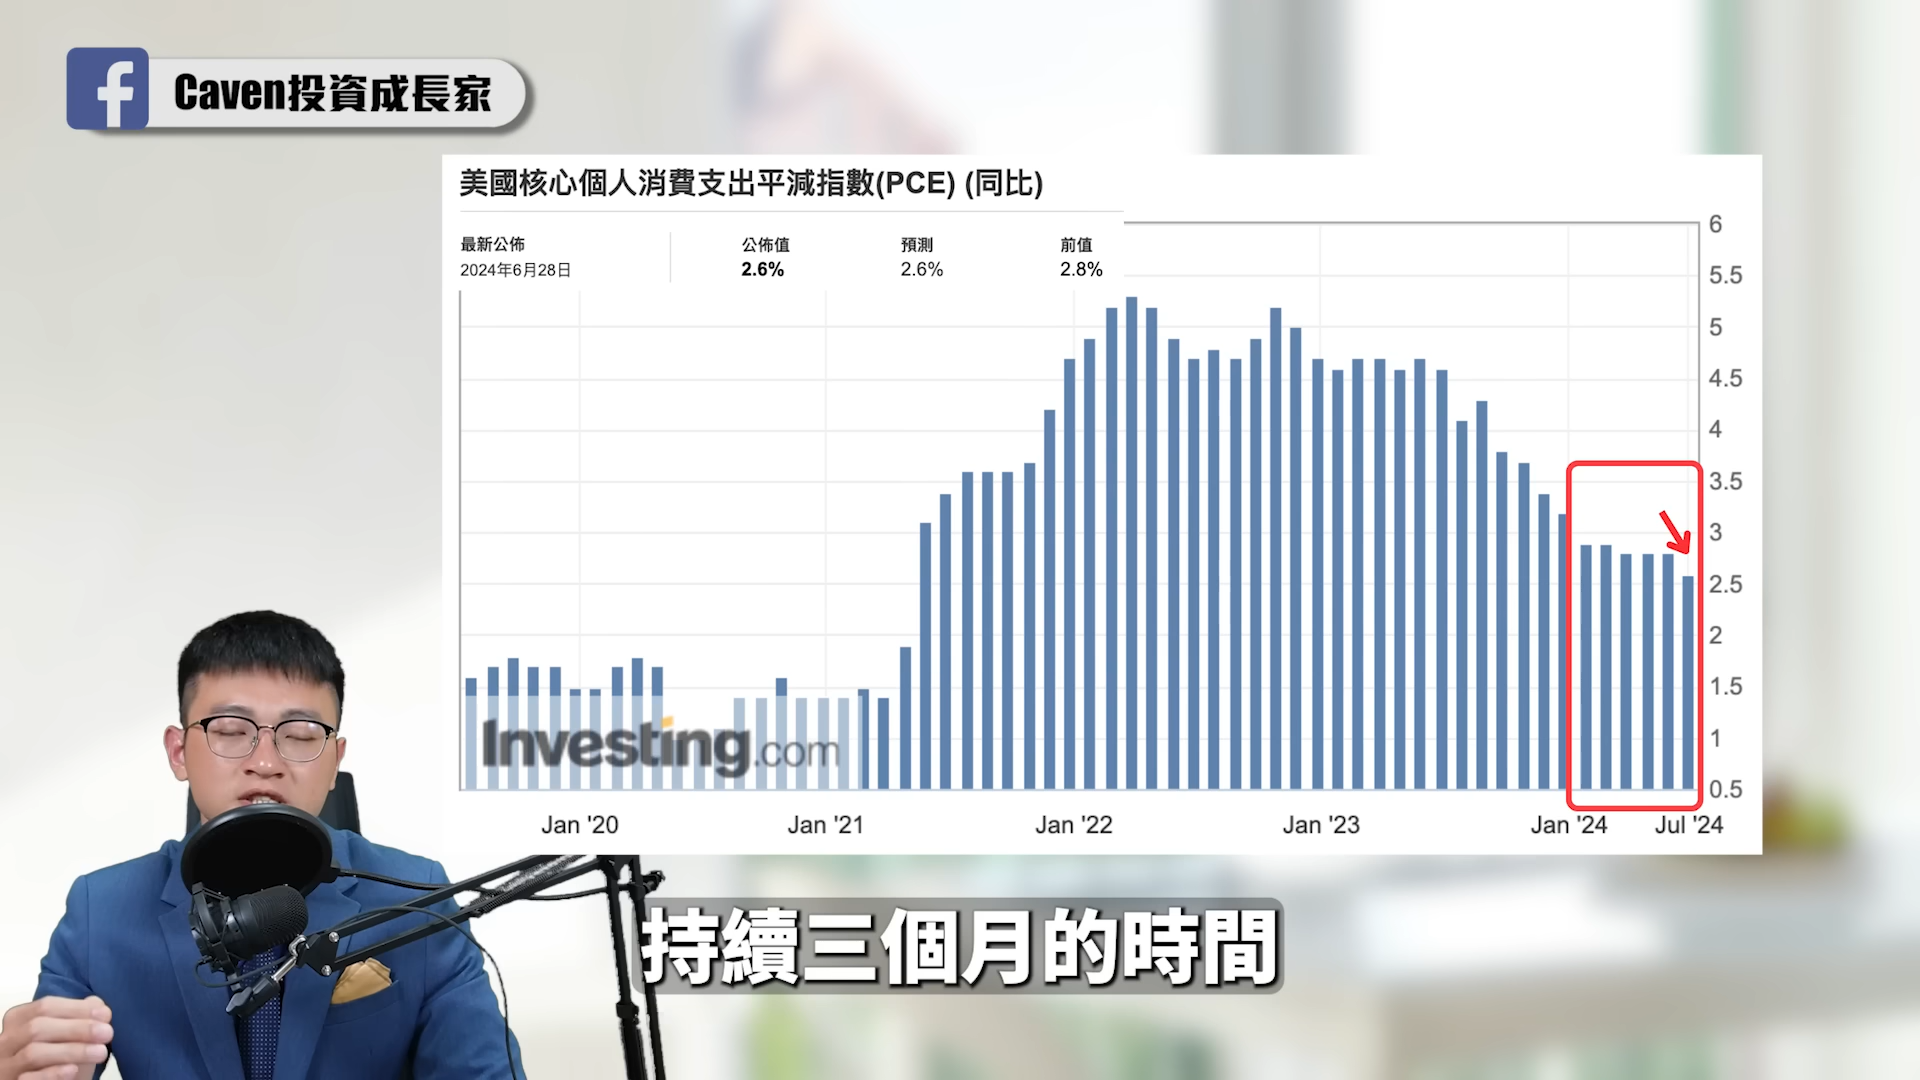 Caven投資成長家
美國核心個人消費支出平減指數(PCE) (同比)
最新公佈 公佈值 預測 前值
2024年6月28日 2.6% 2.6% 2.8%
6
5.5
5
4.5
4
3.5
3
2.5
2
1.5
1
0.5
Investing.com
Jan '20 Jan '21 Jan '22 Jan '23 Jan '24 Jul '24
持續三個月的時間